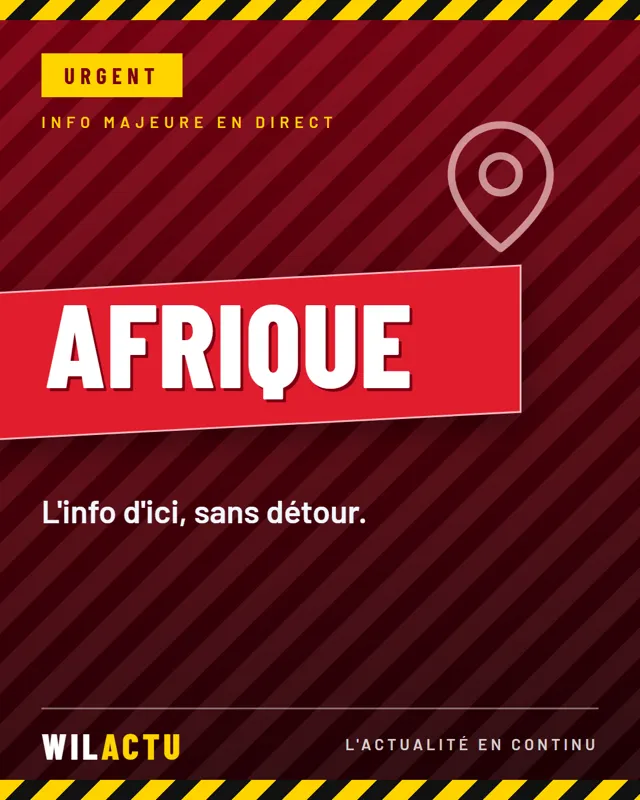 URGENT
INFO MAJEURE EN DIRECT
AFRIQUE
L'info d'ici, sans détour.
WILACTU
L'ACTUALITÉ EN CONTINU